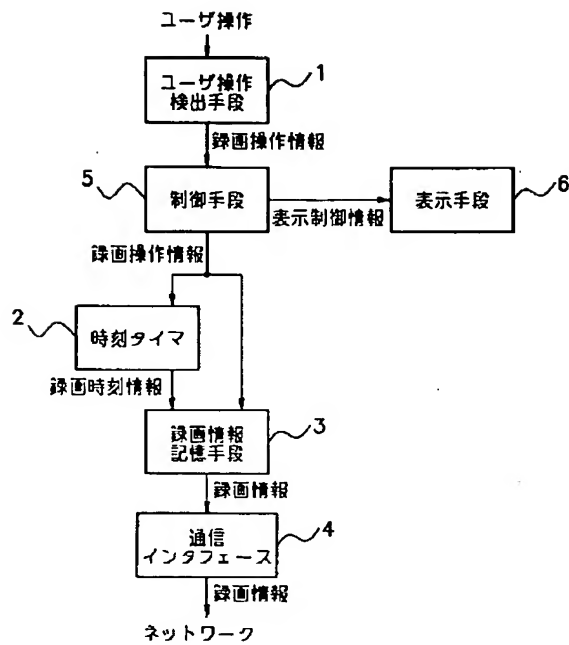 ユーザ操作
1
ユーザ操作
検出手段
録画操作情報
5
制御手段
表示制御情報
表示手段
6
録画操作情報
2
時刻タイマ
録画時刻情報
録画情報
記憶手段
3
録画情報
通信
インタフェース
4
録画情報
ネットワーク